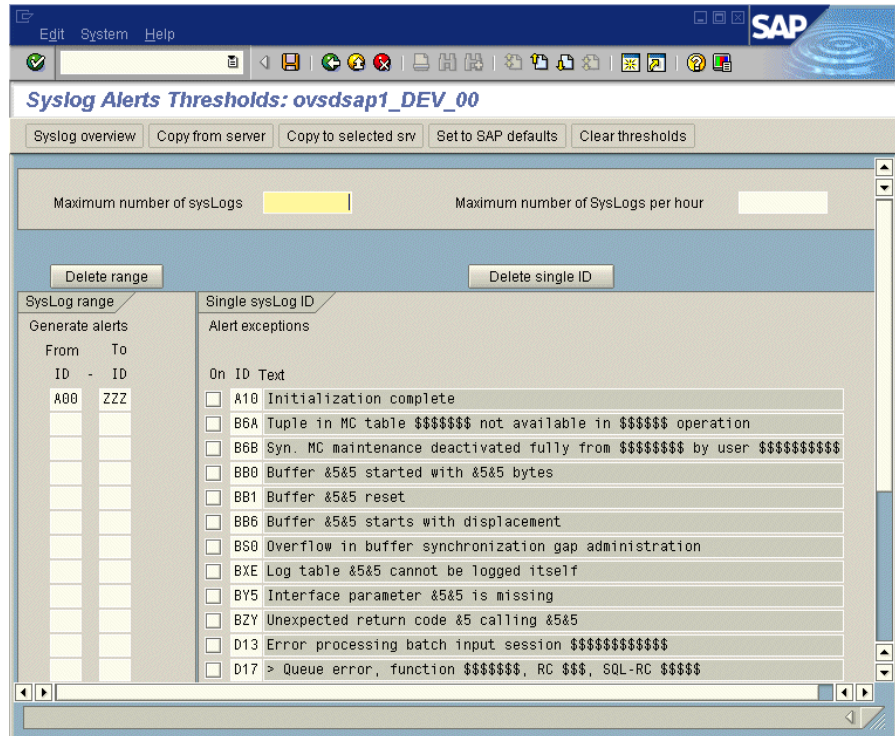 Edit System Help
SAP
Syslog Alerts Thresholds: ovsdsap1_DEV_00
Syslog overview Copy from server Copy to selected srv Set to SAP defaults Clear thresholds
Maximum number of sysLogs Maximum number of SysLogs per hour
Delete range Delete single ID
SysLog range Single sysLog ID
Generate alerts Alert exceptions
From To
ID - ID On ID Text
A00 ZZZ A10 Initialization complete
B6A Tuple in MC table $$$$$$$ not available in $$$$$$ operation
B6B Syn. MC maintenance deactivated fully from $$$$$$$$ by user $$$$$$$$$$
BB0 Buffer &5&5 started with &5&5 bytes
BB1 Buffer &5&5 reset
BB6 Buffer &5&5 starts with displacement
BS0 Overflow in buffer synchronization gap administration
BXE Log table &5&5 cannot be logged itself
BY5 Interface parameter &5&5 is missing
BZY Unexpected return code &5 calling &5&5
D13 Error processing batch input session $$$$$$$$$$$$
D17 > Queue error, function $$$$$$$, RC $$$, SQL-RC $$$$$